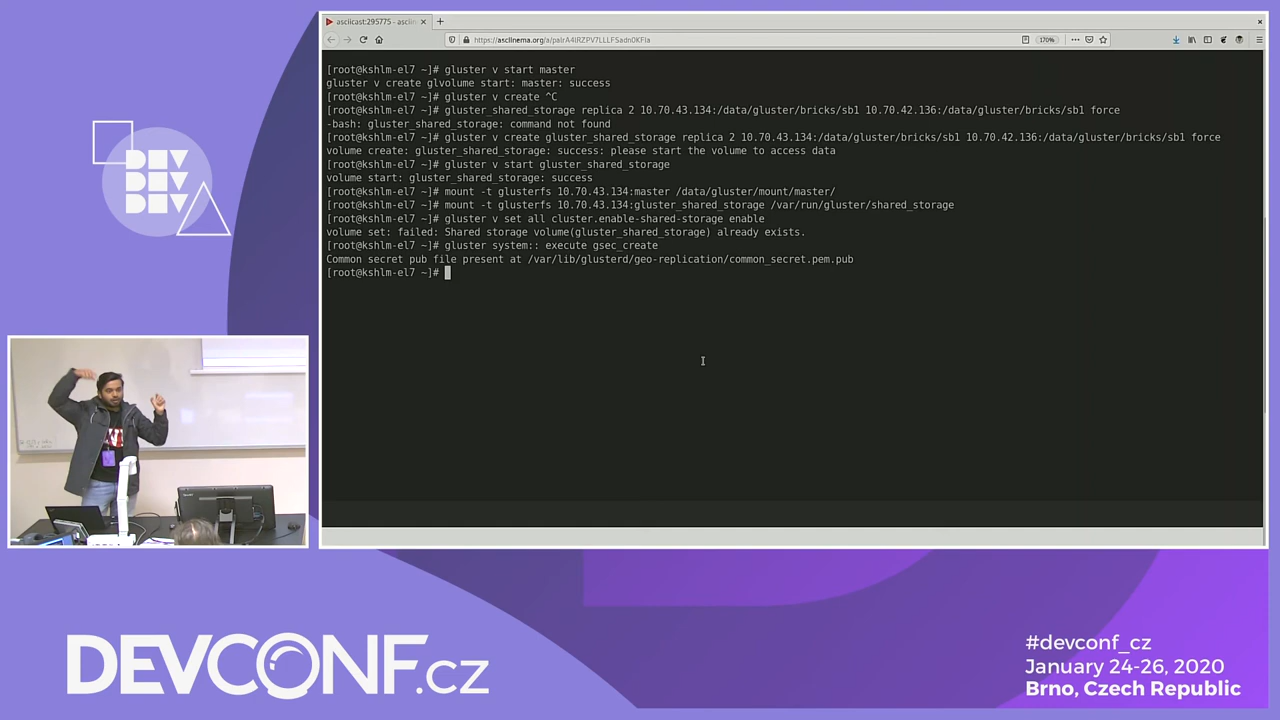 DEV
DEV
DEV
asciicast:295775 - asciin
https://asciinema.org/a/
170%
[root@kshlm-el7 ~]# gluster v start master
gluster v create glvolume start: master: success
[root@kshlm-el7 ~]# gluster v create ^C
[root@kshlm-el7 ~]# gluster_shared_storage replica 2 10.70.43.134:/data/gluster/bricks/sb1 10.70.42.136:/data/gluster/bricks/sb1 force
-bash: gluster_shared_storage: command not found
[root@kshlm-el7 ~]# gluster v create gluster_shared_storage replica 2 10.70.43.134:/data/gluster/bricks/sb1 10.70.42.136:/data/gluster/bricks/sb1 force
volume create: gluster_shared_storage: success: please start the volume to access data
[root@kshlm-el7 ~]# gluster v start gluster_shared_storage
volume start: gluster_shared_storage: success
[root@kshlm-el7 ~]# mount -t glusterfs 10.70.43.134:master /data/gluster/mount/master/
[root@kshlm-el7 ~]# mount -t glusterfs 10.70.43.134:gluster_shared_storage /var/run/gluster/shared_storage
[root@kshlm-el7 ~]# gluster v set all cluster.enable-shared-storage enable
volume set: failed: Shared storage volume(gluster_shared_storage) already exists.
[root@kshlm-el7 ~]# gluster system:: execute gsec_create
Common secret pub file present at /var/lib/glusterd/geo-replication/common_secret.pem.pub
[root@kshlm-el7 ~]#
DEVCONF.cz
#devconf_cz
January 24-26, 2020
Brno, Czech Republic